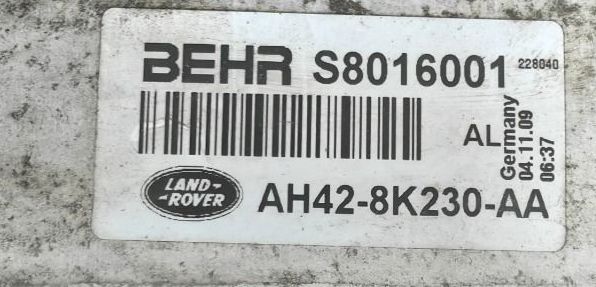 BEHR S8016001 228040
AL
Germany
04.11.09
06:37
LAND-
-ROVER
AH42-8K230-AA